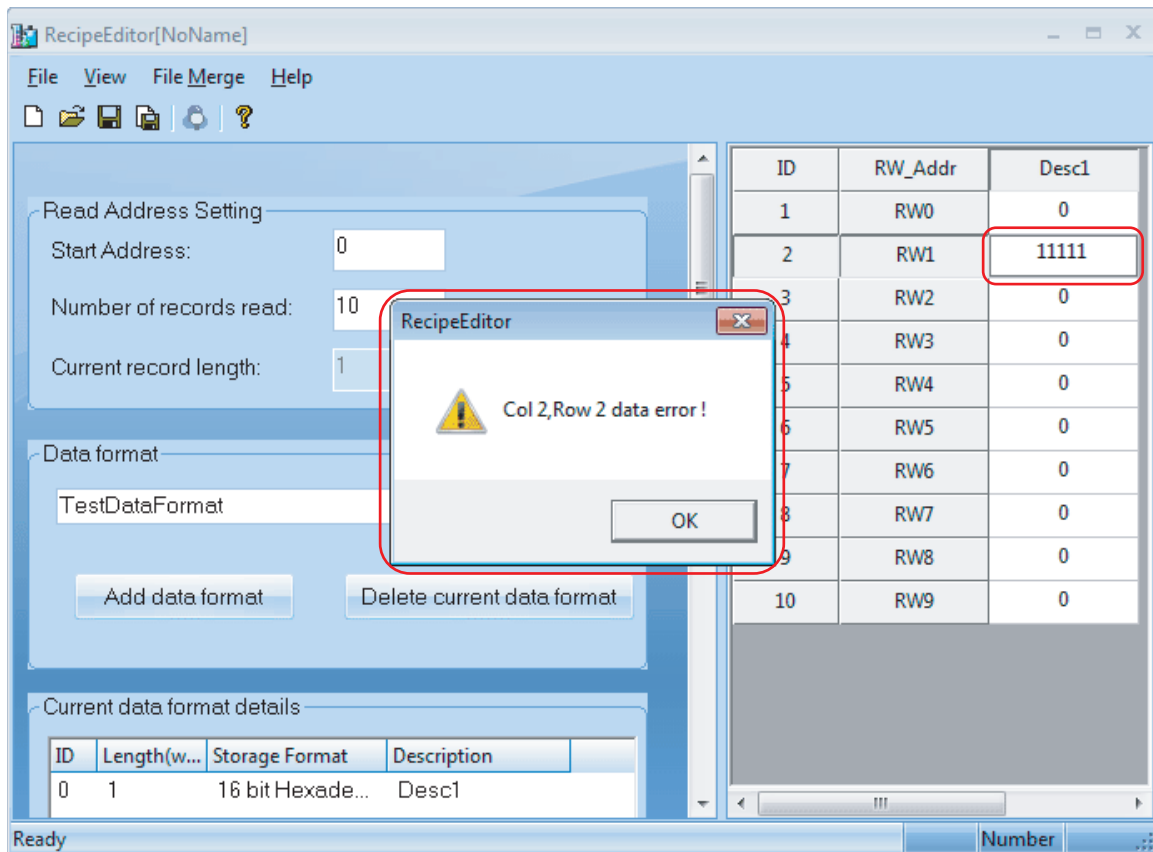 RecipeEditor[NoName]
File View File Merge Help
Read Address Setting
Start Address: 0
Number of records read: 10
Current record length: 1
Data format
TestDataFormat
Add data format Delete current data format
Current data format details
ID Length(w... Storage Format Description
0 1 16 bit Hexade... Desc1
RecipeEditor
Col 2,Row 2 data error !
OK
ID RW_Addr Desc1
1 RW0 0
2 RW1 11111
3 RW2 0
4 RW3 0
5 RW4 0
6 RW5 0
7 RW6 0
8 RW7 0
9 RW8 0
10 RW9 0
Ready Number